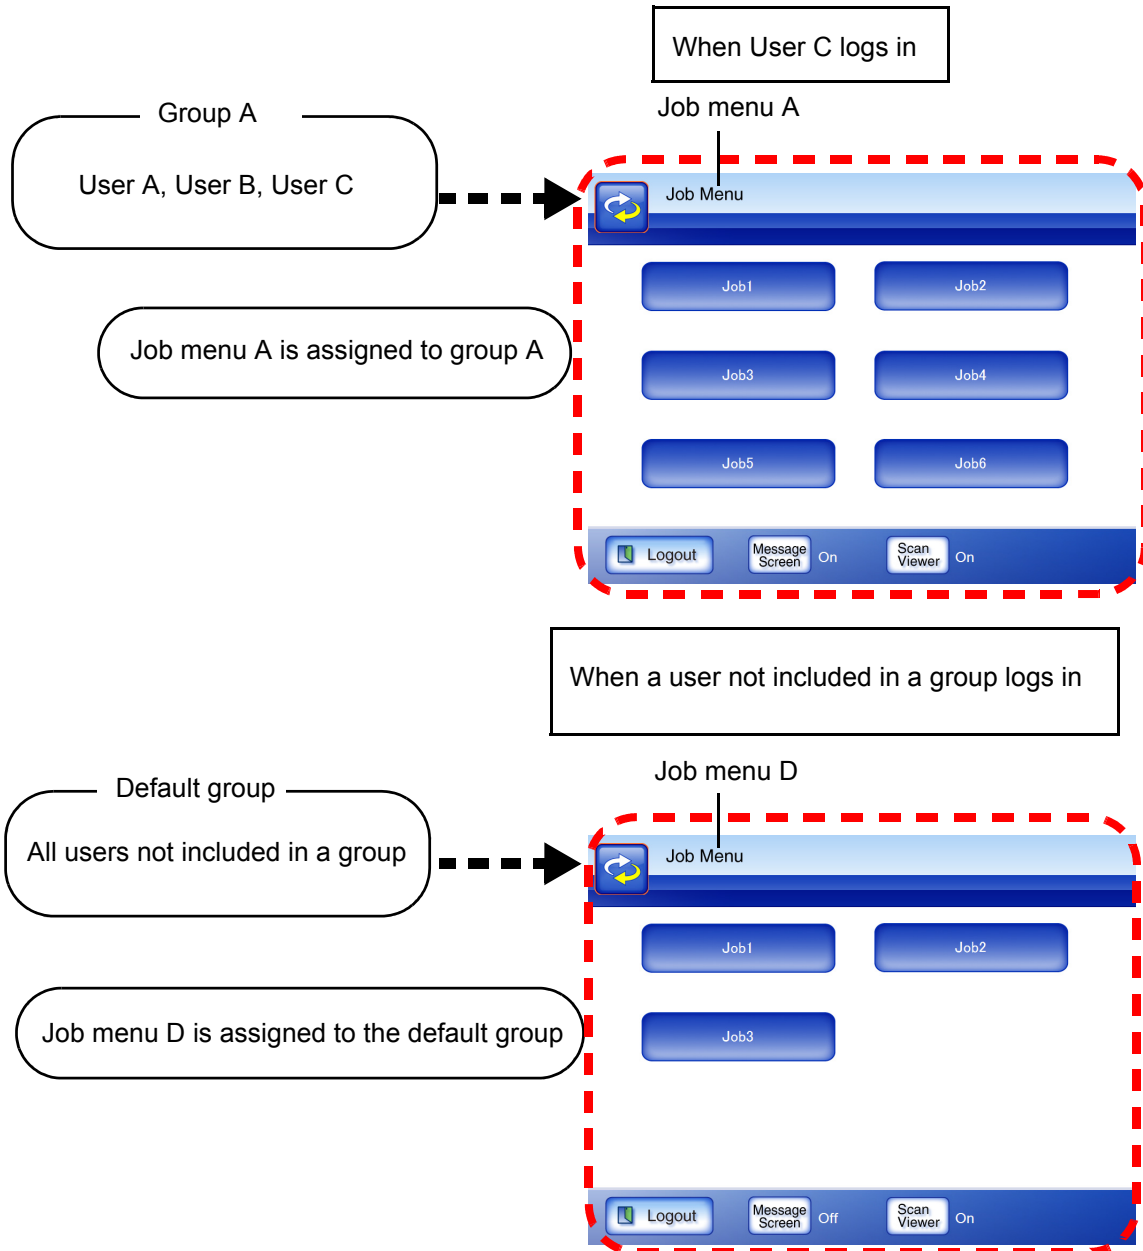 When User C logs in
Job menu A
Group A
User A, User B, User C
Job Menu
Job1
Job2
Job menu A is assigned to group A
Job3
Job4
Job5
Job6
Logout
Message
Screen
On
Scan
Viewer
On
When a user not included in a group logs in
Job menu D
Default group
All users not included in a group
Job Menu
Job1
Job2
Job menu D is assigned to the default group
Job3
Logout
Message
Screen
Off
Scan
Viewer
On